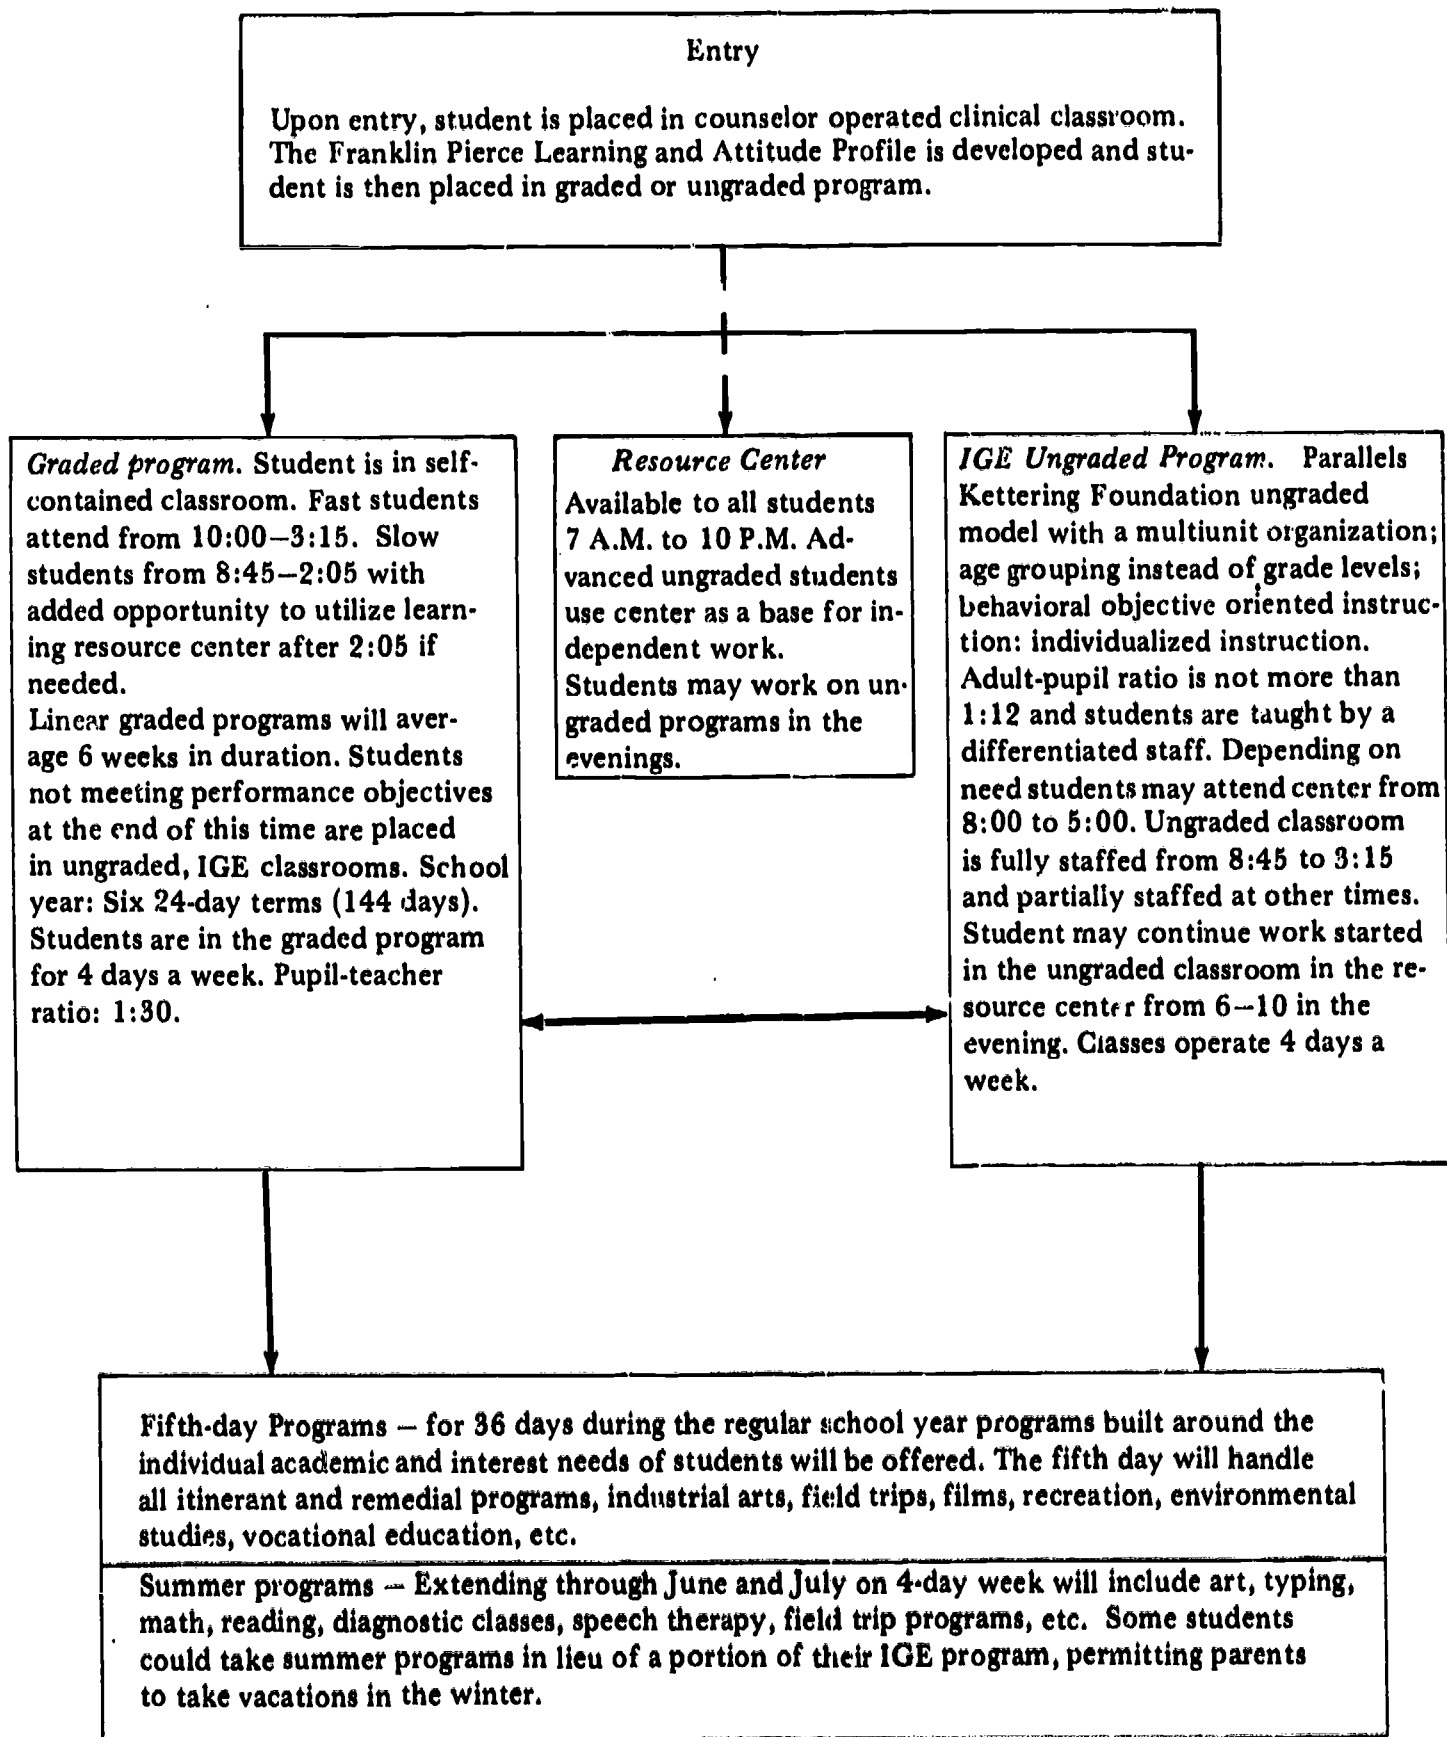 Entry
Upon entry, student is placed in counselor operated clinical classroom.
The Franklin Pierce Learning and Attitude Profile is developed and stu-
dent is then placed in graded or ungraded program.
Graded program. Student is in self-
contained classroom. Fast students
attend from 10:00–3:15. Slow
students from 8:45–2:05 with
added opportunity to utilize learn-
ing resource center after 2:05 if
needed.
Linear graded programs will aver-
age 6 weeks in duration. Students
not meeting performance objectives
at the end of this time are placed
in ungraded, IGE classrooms. School
year: Six 24-day terms (144 days).
Students are in the graded program
for 4 days a week. Pupil-teacher
ratio: 1:30.
Resource Center
Available to all students
7 A.M. to 10 P.M. Ad-
vanced ungraded students
use center as a base for in-
dependent work.
Students may work on un-
graded programs in the
evenings.
IGE Ungraded Program. Parallels
Kettering Foundation ungraded
model with a multiunit organization;
age grouping instead of grade levels;
behavioral objective oriented instruc-
tion: individualized instruction.
Adult-pupil ratio is not more than
1:12 and students are taught by a
differentiated staff. Depending on
need students may attend center from
8:00 to 5:00. Ungraded classroom
is fully staffed from 8:45 to 3:15
and partially staffed at other times.
Student may continue work started
in the ungraded classroom in the re-
source center from 6–10 in the
evening. Classes operate 4 days a
week.
Fifth-day Programs — for 36 days during the regular school year programs built around the
individual academic and interest needs of students will be offered. The fifth day will handle
all itinerant and remedial programs, industrial arts, field trips, films, recreation, environmental
studies, vocational education, etc.
Summer programs — Extending through June and July on 4-day week will include art, typing,
math, reading, diagnostic classes, speech therapy, field trip programs, etc. Some students
could take summer programs in lieu of a portion of their IGE program, permitting parents
to take vacations in the winter.